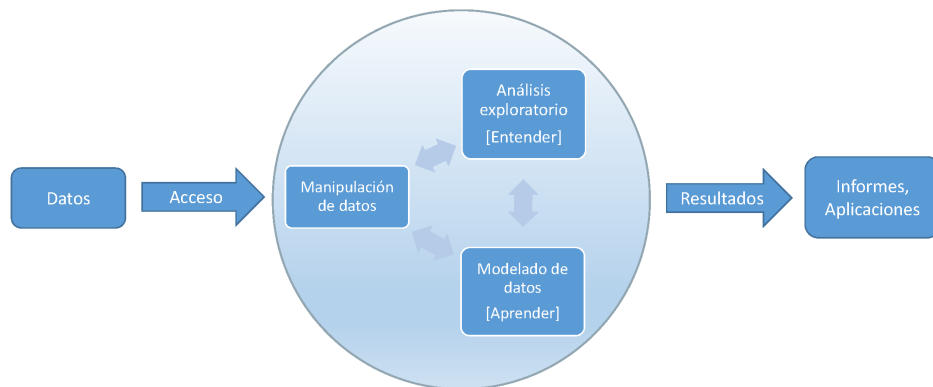 Datos
Acceso
Manipulación
de datos
Análisis
exploratorio
[Entender]
Modelado de
datos
[Aprender]
Resultados
Informes,
Aplicaciones